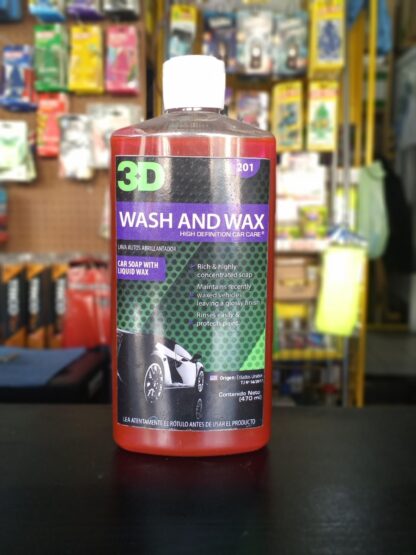 201
3D
WASH AND WAX
HIGH DEFINITION CAR CARE®
LAVA AUTOS ABRILLANTADOR
CAR SOAP WITH
LIQUID WAX
Rich & highly
concentrated soap
Maintains recently
waxed vehicle
leaving a glossy finish
Rinses easily &
protects paint
Origen: Estados Unidos
Contenido Neto
(470 ml)
LEA ATENTAMENTE EL RÓTULO ANTES DE USAR EL PRODUCTO